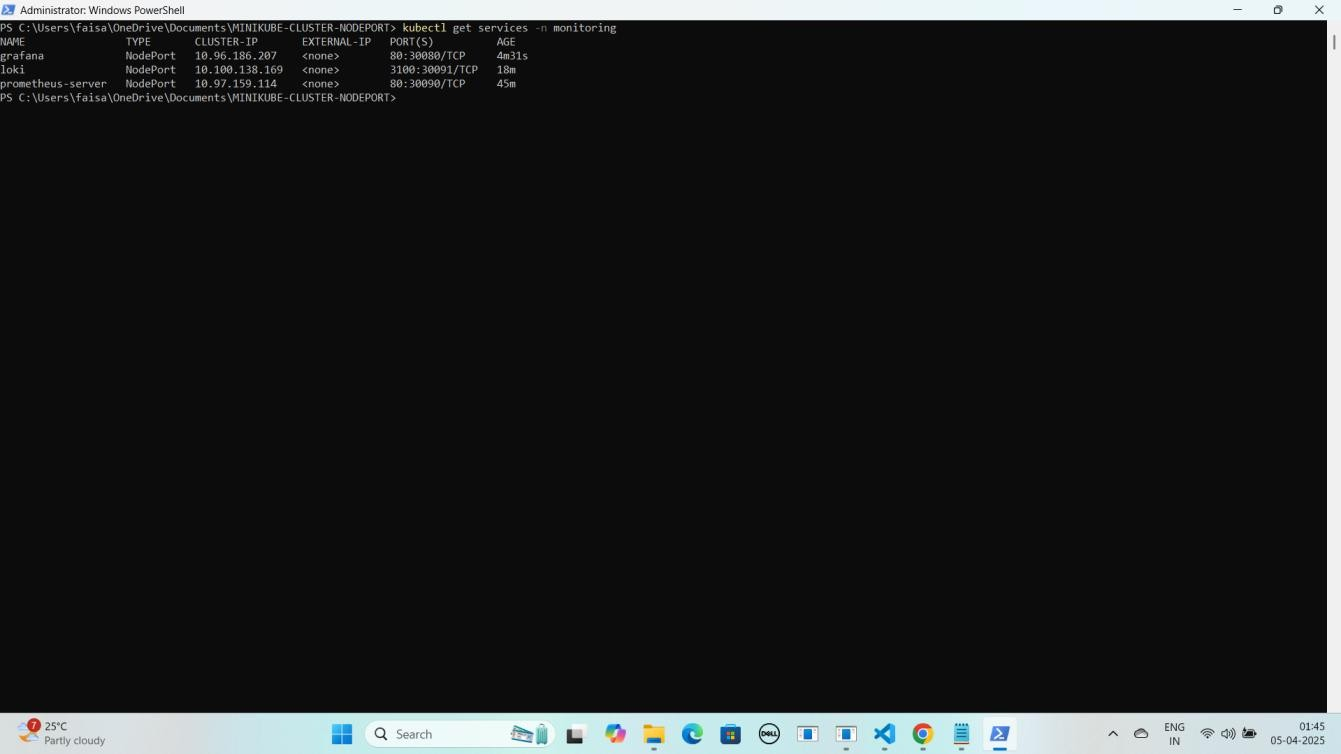 Administrator: Windows PowerShell
PS C:\Users\faisa\OneDrive\Documents\MINIKUBE-CLUSTER-NODEPORT> kubectl get services -n monitoring
NAME TYPE CLUSTER-IP EXTERNAL-IP PORT(S) AGE
grafana NodePort 10.96.186.207 <none> 80:30080/TCP 4m31s
loki NodePort 10.100.138.169 <none> 3100:30091/TCP 18m
prometheus-server NodePort 10.97.159.114 <none> 80:30090/TCP 45m
PS C:\Users\faisa\OneDrive\Documents\MINIKUBE-CLUSTER-NODEPORT>
7
25°C
Partly cloudy
Search
DELL
ENG
IN
01:45
05-04-2025